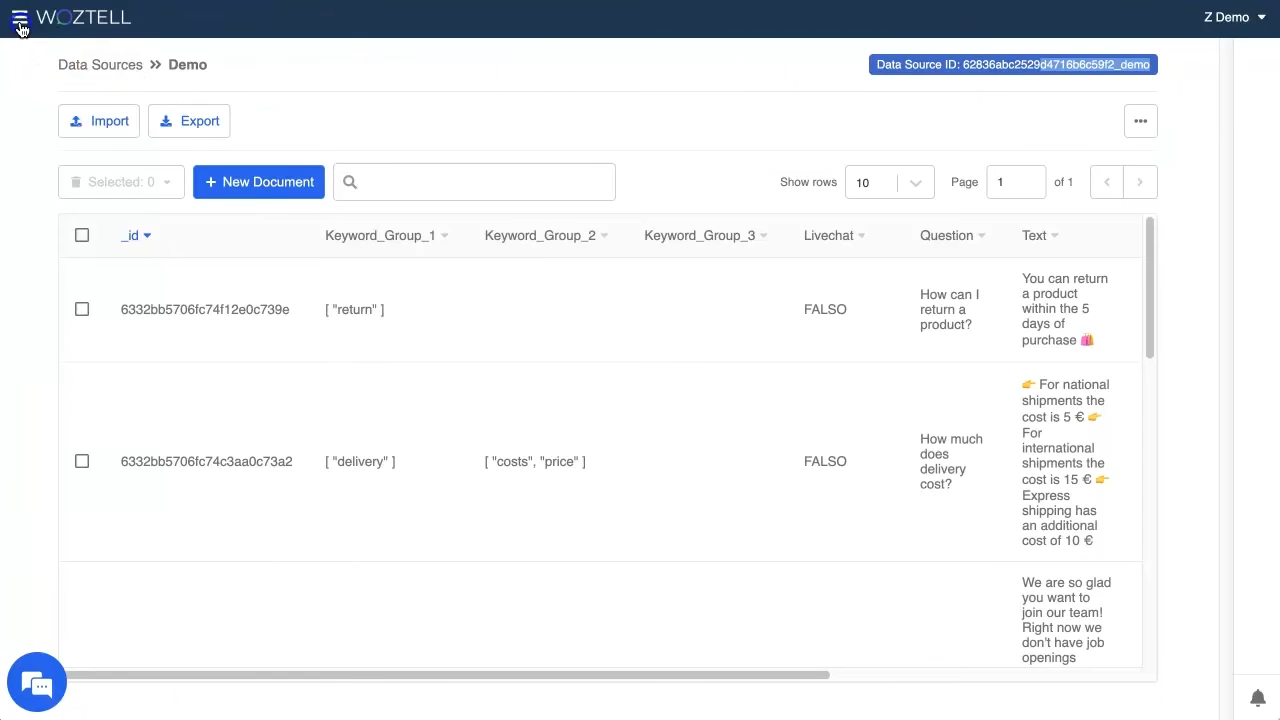 WOZTELL
Z Demo
Data Sources >> Demo
Data Source ID: 62836abc2529d4716b6c59f2_demo
Import
Export
Selected: 0
+ New Document
Show rows
10
Page
1
of 1
_id
Keyword_Group_1
Keyword_Group_2
Keyword_Group_3
Livechat
Question
Text
6332bb5706fc74f12e0c739e
[ "return" ]
FALSO
How can I
return a
product?
You can return
a product
within the 5
days of
purchase 🛍️
6332bb5706fc74c3aa0c73a2
[ "delivery" ]
[ "costs", "price" ]
FALSO
How much
does
delivery
cost?
👉 For national
shipments the
cost is 5 € 👉
For
international
shipments the
cost is 15 € 👉
Express
shipping has
an additional
cost of 10 €
We are so glad
you want to
join our team!
Right now we
don't have job
openings